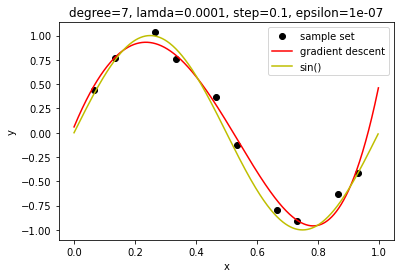 degree=7, lamda=0.0001, step=0.1, epsilon=1e-07
sample set
gradient descent
sin()
1.00
0.75
0.50
0.25
0.00
-0.25
-0.50
-0.75
-1.00
y
0.0 0.2 0.4 0.6 0.8 1.0
x